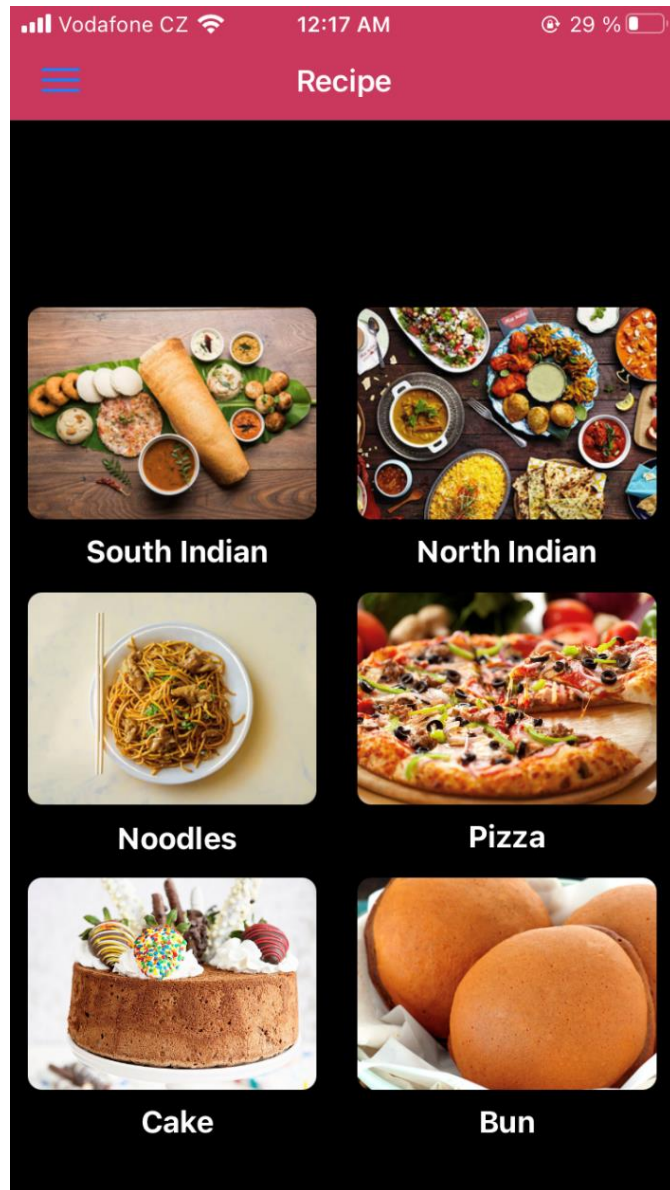 Vodafone CZ 12:17 AM 29 %
Recipe
South Indian North Indian
Noodles Pizza
Cake Bun